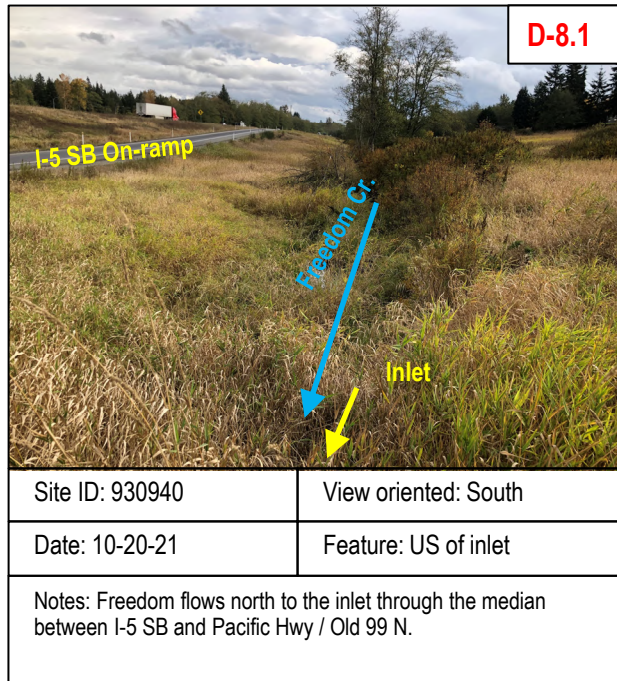 D-8.1
I-5 SB On-ramp
Freedom Cr.
Inlet
Site ID: 930940
View oriented: South
Date: 10-20-21
Feature: US of inlet
Notes: Freedom flows north to the inlet through the median
between I-5 SB and Pacific Hwy / Old 99 N.